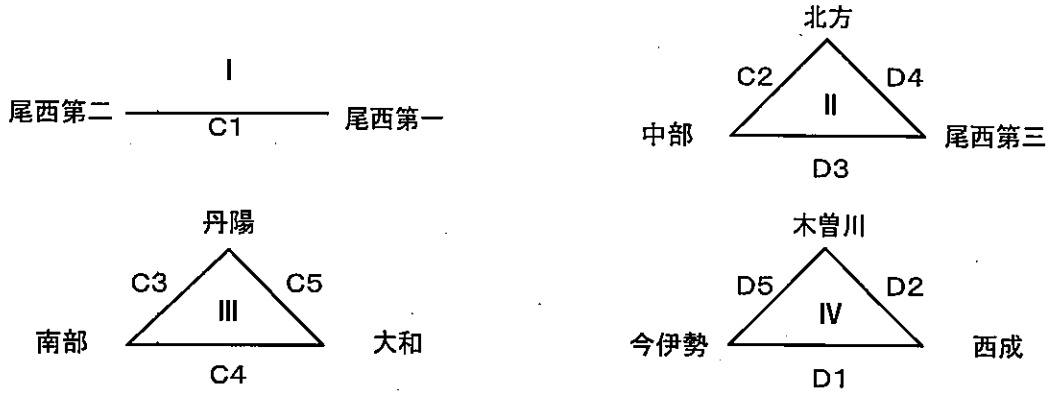 I
尾西第二
尾西第一
C1
北方
C2
D4
II
中部
尾西第三
D3
丹陽
C3
C5
III
南部
大和
C4
木曽川
D5
D2
IV
今伊勢
西成
D1